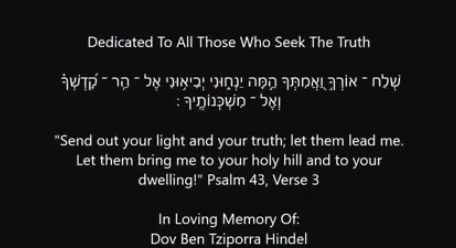 Dedicated To All Those Who Seek The Truth
שְׁלַח־אוֹרְךָ֣ וַ֭אֲמִתְּךָ הֵ֣מָּה יַנְח֑וּנִי יְבִיא֥וּנִי אֶֽל־הַר־קָ֝דְשְׁךָ֗
וְאֶל־מִשְׁכְּנוֹתֶֽיךָ׃
"Send out your light and your truth; let them lead me.
Let them bring me to your holy hill and to your
dwelling!" Psalm 43, Verse 3
In Loving Memory Of:
Dov Ben Tziporra Hindel